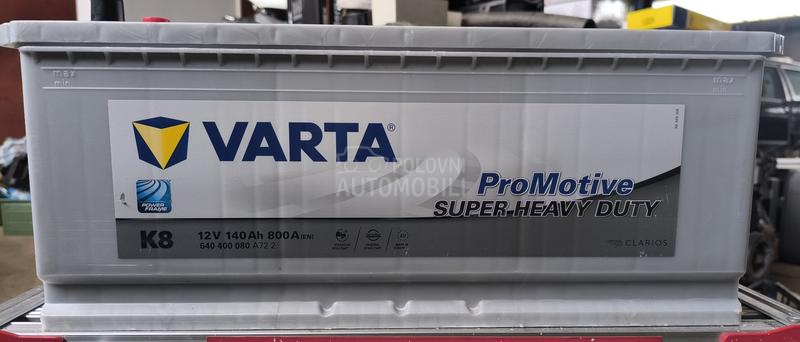 max
min
max
min
VARTA®
POLOVNI
AUTOMOBILI
POWER
FRAME
ProMotive
SUPER HEAVY DUTY
K8
12V 140Ah 800A(EN)
640 400 080 A72 2
CLARIOS